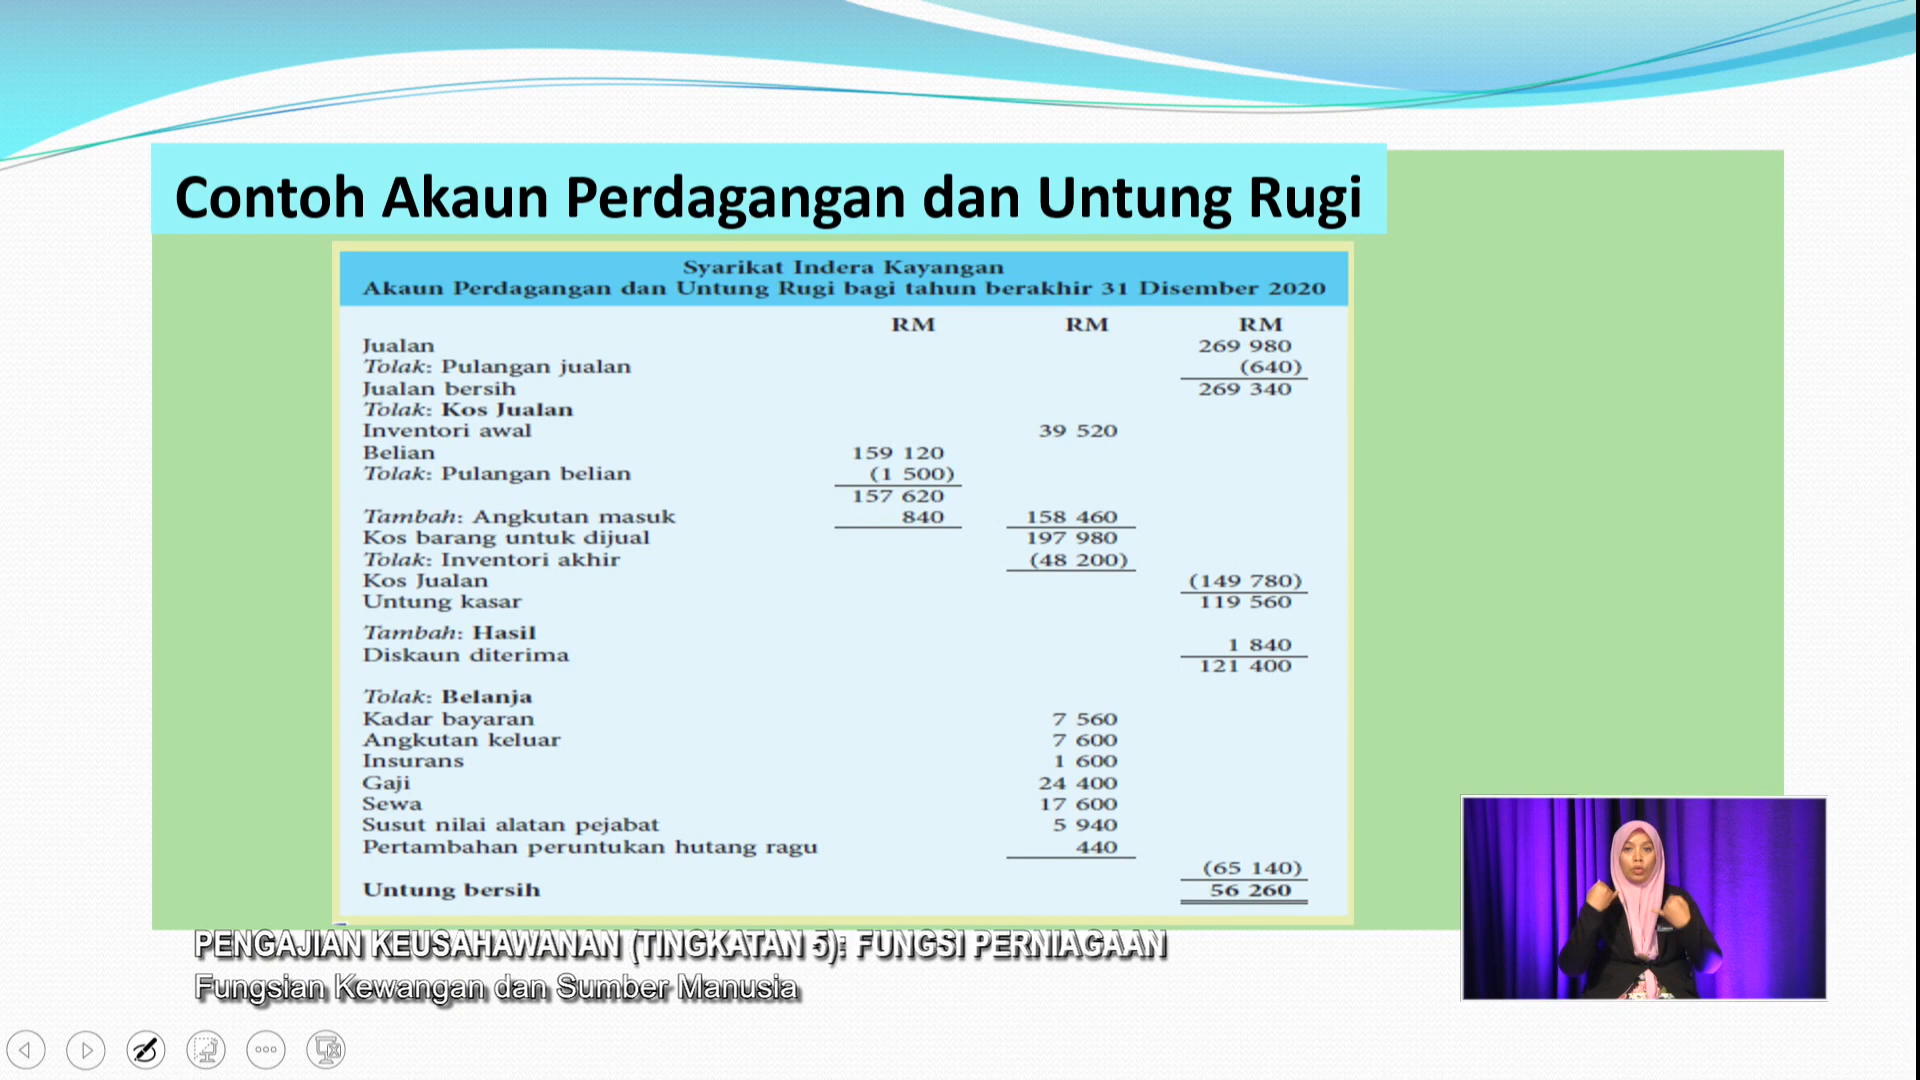 Contoh Akaun Perdagangan dan Untung Rugi
Syarikat Indera Kayangan
Akaun Perdagangan dan Untung Rugi bagi tahun berakhir 31 Disember 2020
RM RM RM
Jualan 269 980
Tolak: Pulangan jualan (640)
Jualan bersih 269 340
Tolak: Kos Jualan
Inventori awal 39 520
Belian 159 120
Tolak: Pulangan belian (1 500)
157 620
Tambah: Angkutan masuk 840 158 460
Kos barang untuk dijual 197 980
Tolak: Inventori akhir (48 200)
Kos Jualan (149 780)
Untung kasar 119 560
Tambah: Hasil
Diskaun diterima 1 840
121 400
Tolak: Belanja
Kadar bayaran 7 560
Angkutan keluar 7 600
Insurans 1 600
Gaji 24 400
Sewa 17 600
Susut nilai alatan pejabat 5 940
Pertambahan peruntukan hutang ragu 440
(65 140)
Untung bersih 56 260
PENGAJIAN KEUSAHAWANAN (TINGKATAN 5): FUNGSI PERNIAGAAN
Fungsian Kewangan dan Sumber Manusia